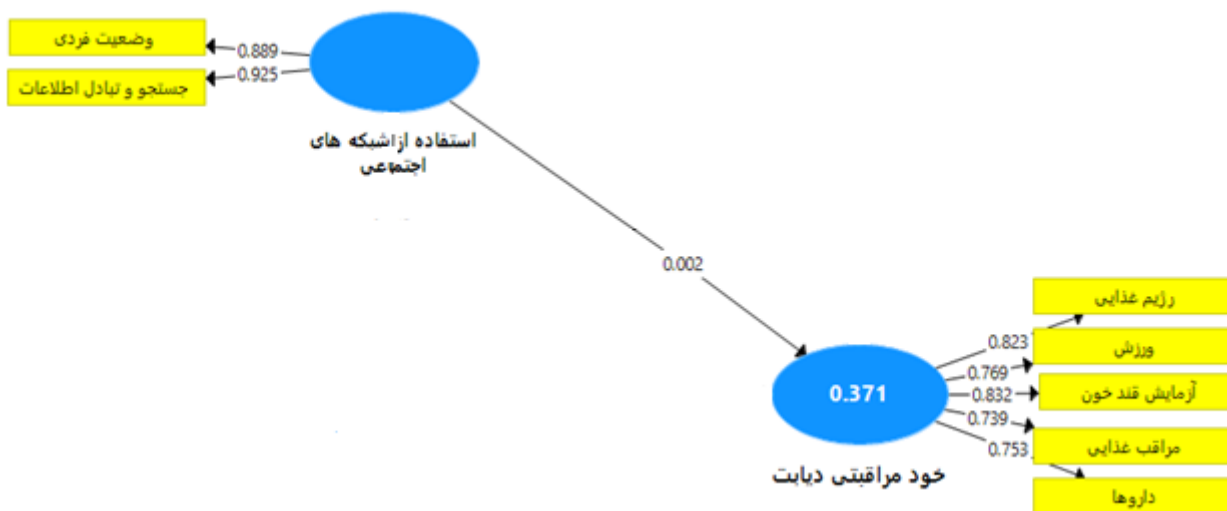 وضعیت فردی
0.889
جستجو و تبادل اطلاعات
0.925
استفاده از شبکه های
اجتماعی
0.002
رژیم غذایی
0.823
ورزش
0.769
آزمایش قند خون
0.832
0.371
0.739
مراقب غذایی
0.753
خود مراقبتی دیابت
داروها